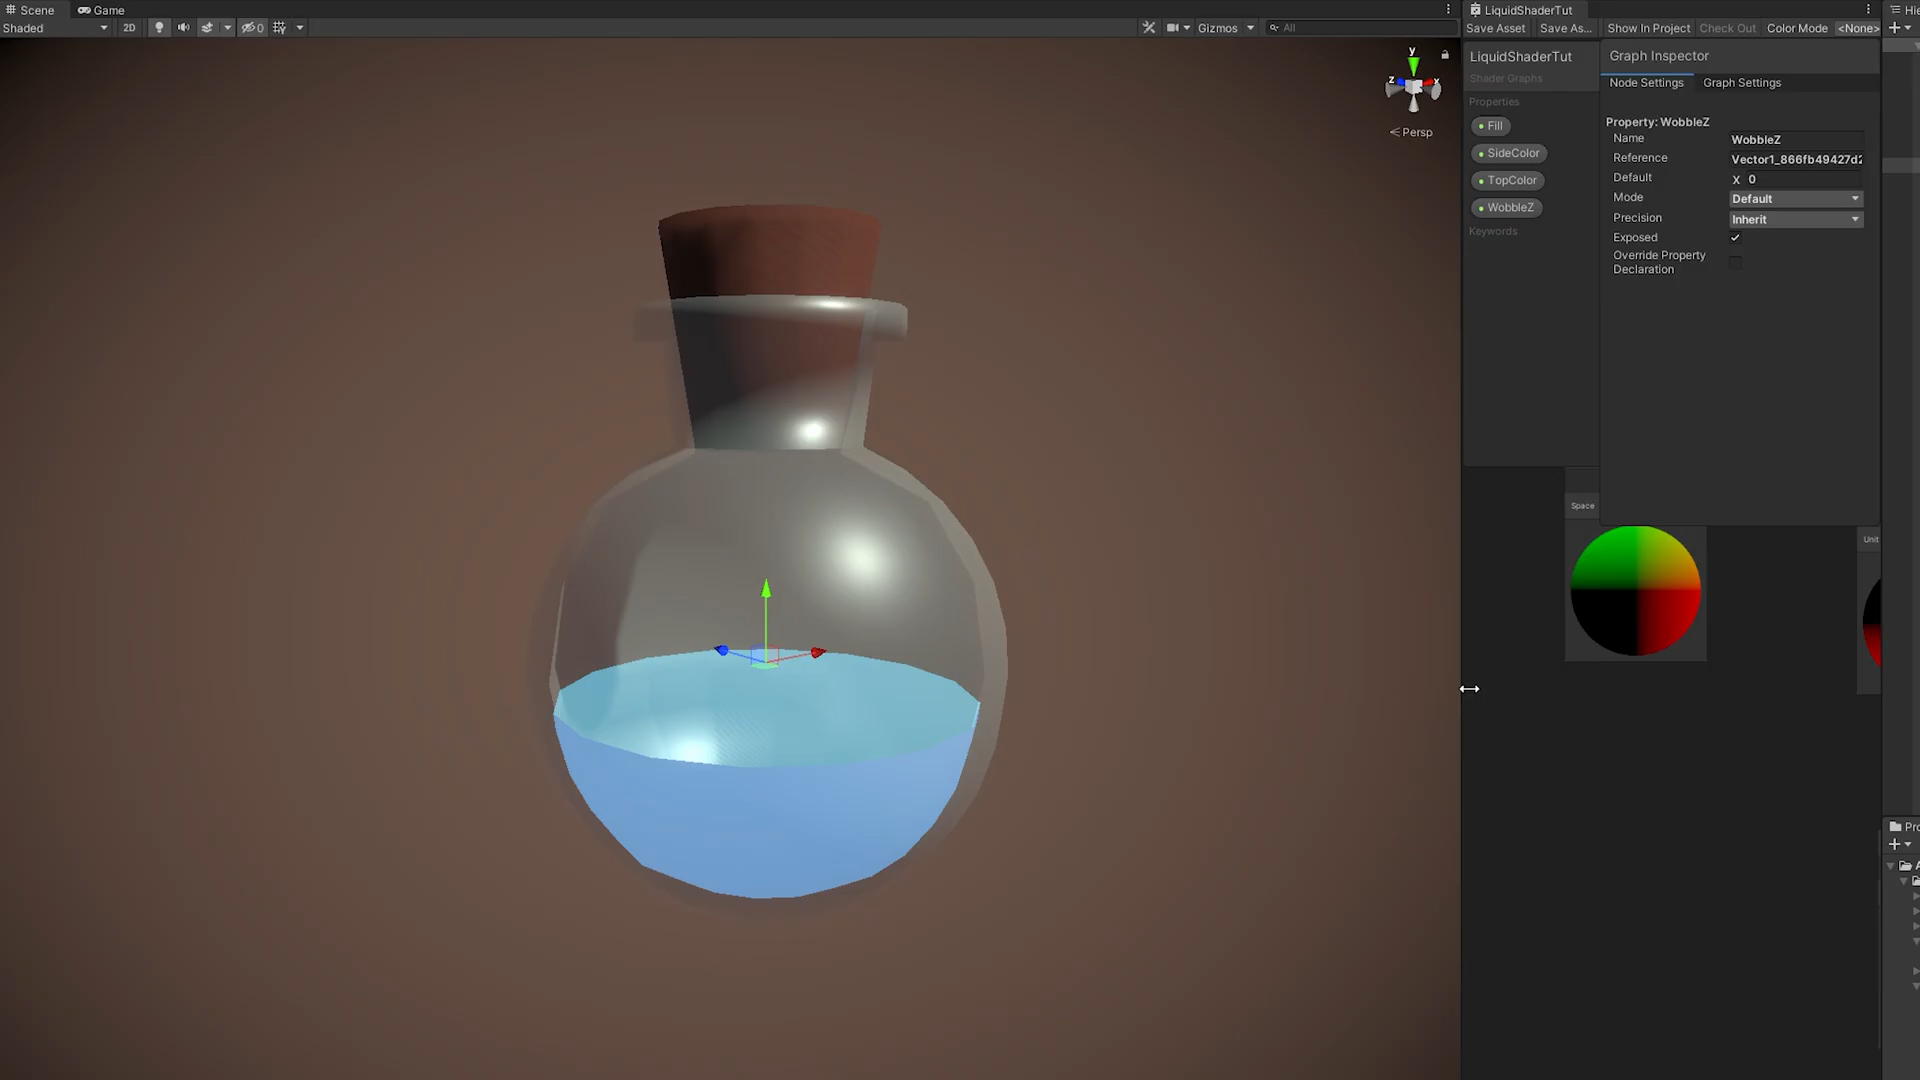 Scene
Game
Shaded
2D
0
Gizmos
All
y
z
x
Persp
LiquidShaderTut
Save Asset
Save As...
Show In Project
Check Out
Color Mode
<None>
LiquidShaderTut
Shader Graphs
Properties
Fill
SideColor
TopColor
WobbleZ
Keywords
Graph Inspector
Node Settings
Graph Settings
Property: WobbleZ
Name WobbleZ
Reference Vector1_866fb49427d2
Default X 0
Mode Default
Precision Inherit
Exposed
Override Property
Declaration
Space
Unit
Hie
Pro